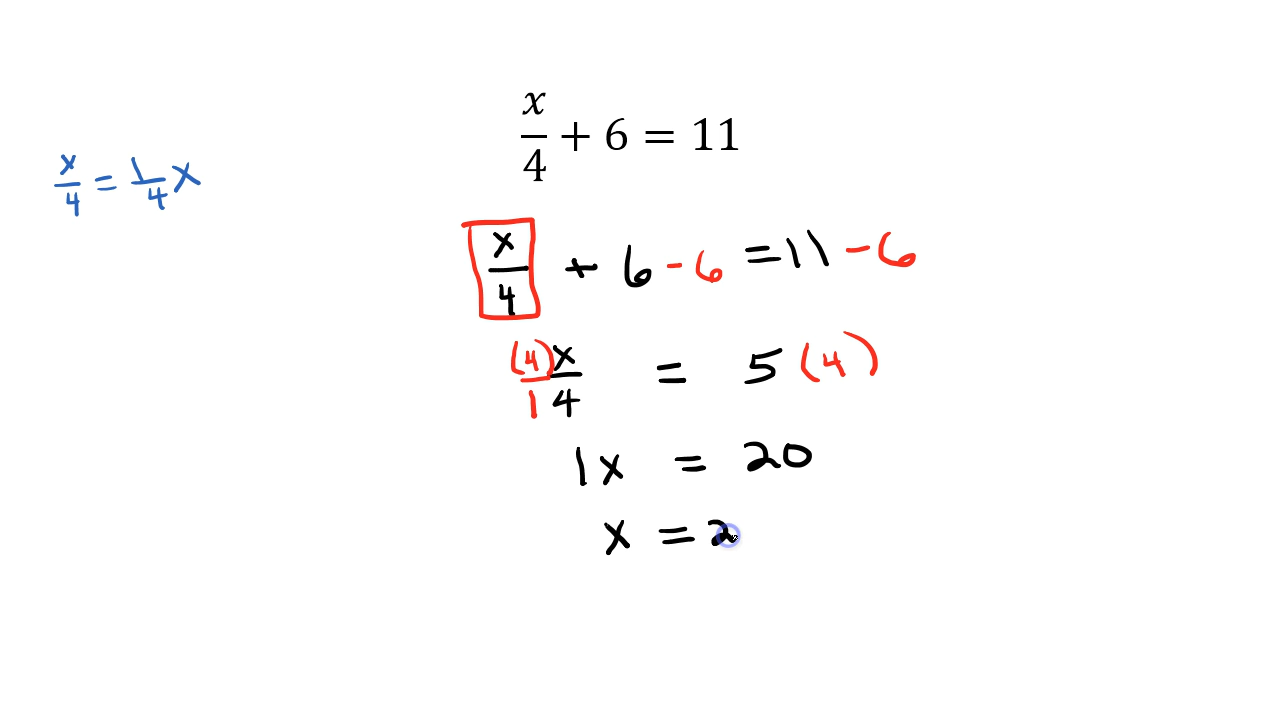 x/4 + 6 = 11
x/4 = 1/4 x
x/4 + 6 - 6 = 11 - 6
(4)/1 x/4 = 5 (4)
1x = 20
x = 2